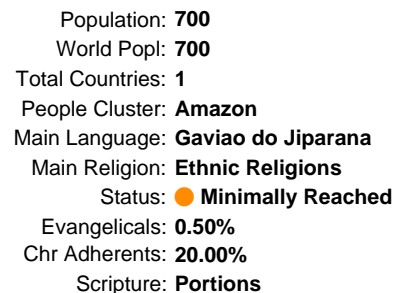 Population: 700
World Popl: 700
Total Countries: 1
People Cluster: Amazon
Main Language: Gaviao do Jiparana
Main Religion: Ethnic Religions
Status: Minimally Reached
Evangelicals: 0.50%
Chr Adherents: 20.00%
Scripture: Portions